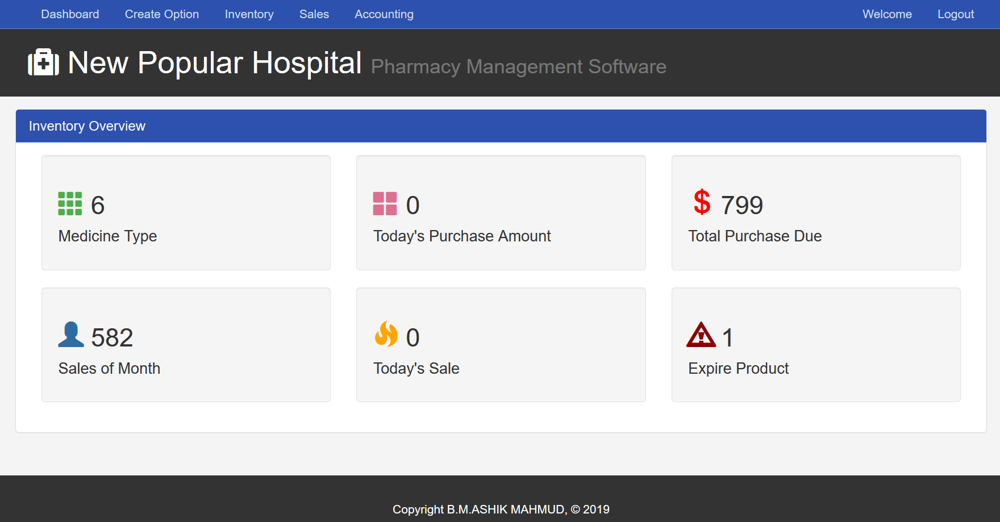 Dashboard Create Option Inventory Sales Accounting Welcome Logout
New Popular Hospital Pharmacy Management Software
Inventory Overview
6
Medicine Type
0
Today's Purchase Amount
$ 799
Total Purchase Due
582
Sales of Month
0
Today's Sale
1
Expire Product
Copyright B.M.ASHIK MAHMUD, © 2019